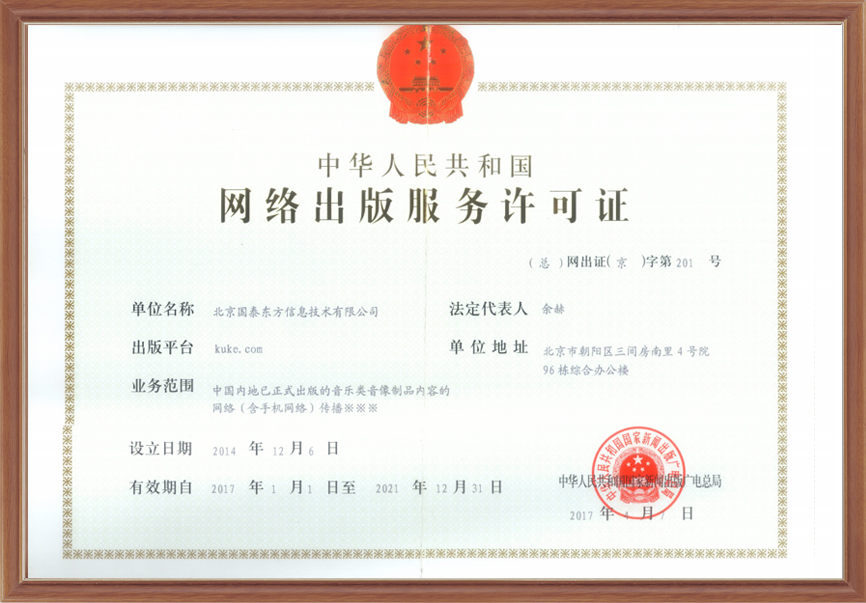 中华人民共和国
网络出版服务许可证
（总）网出证（京 ）字第 201 号
单位名称 北京国泰东方信息技术有限公司
法定代表人 余赫
出版平台 kuke.com
单位地址 北京市朝阳区三间房南里 4 号院
96 栋综合办公楼
业务范围 中国内地已正式出版的音乐类音像制品内容的
网络（含手机网络）传播※※※
设立日期 2014 年 12 月 6 日
有效期自 2017 年 1 月 1 日至 2021 年 12 月 31 日
中华人民共和国国家新闻出版广电总局
中华人民共和国国家新闻出版广电总局
2017 年 4 月 日